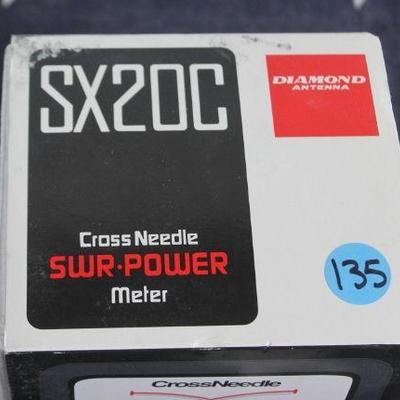 SX20C
DIAMOND
ANTENNA
Cross Needle
SWR·POWER
Meter
135
CrossNeedle